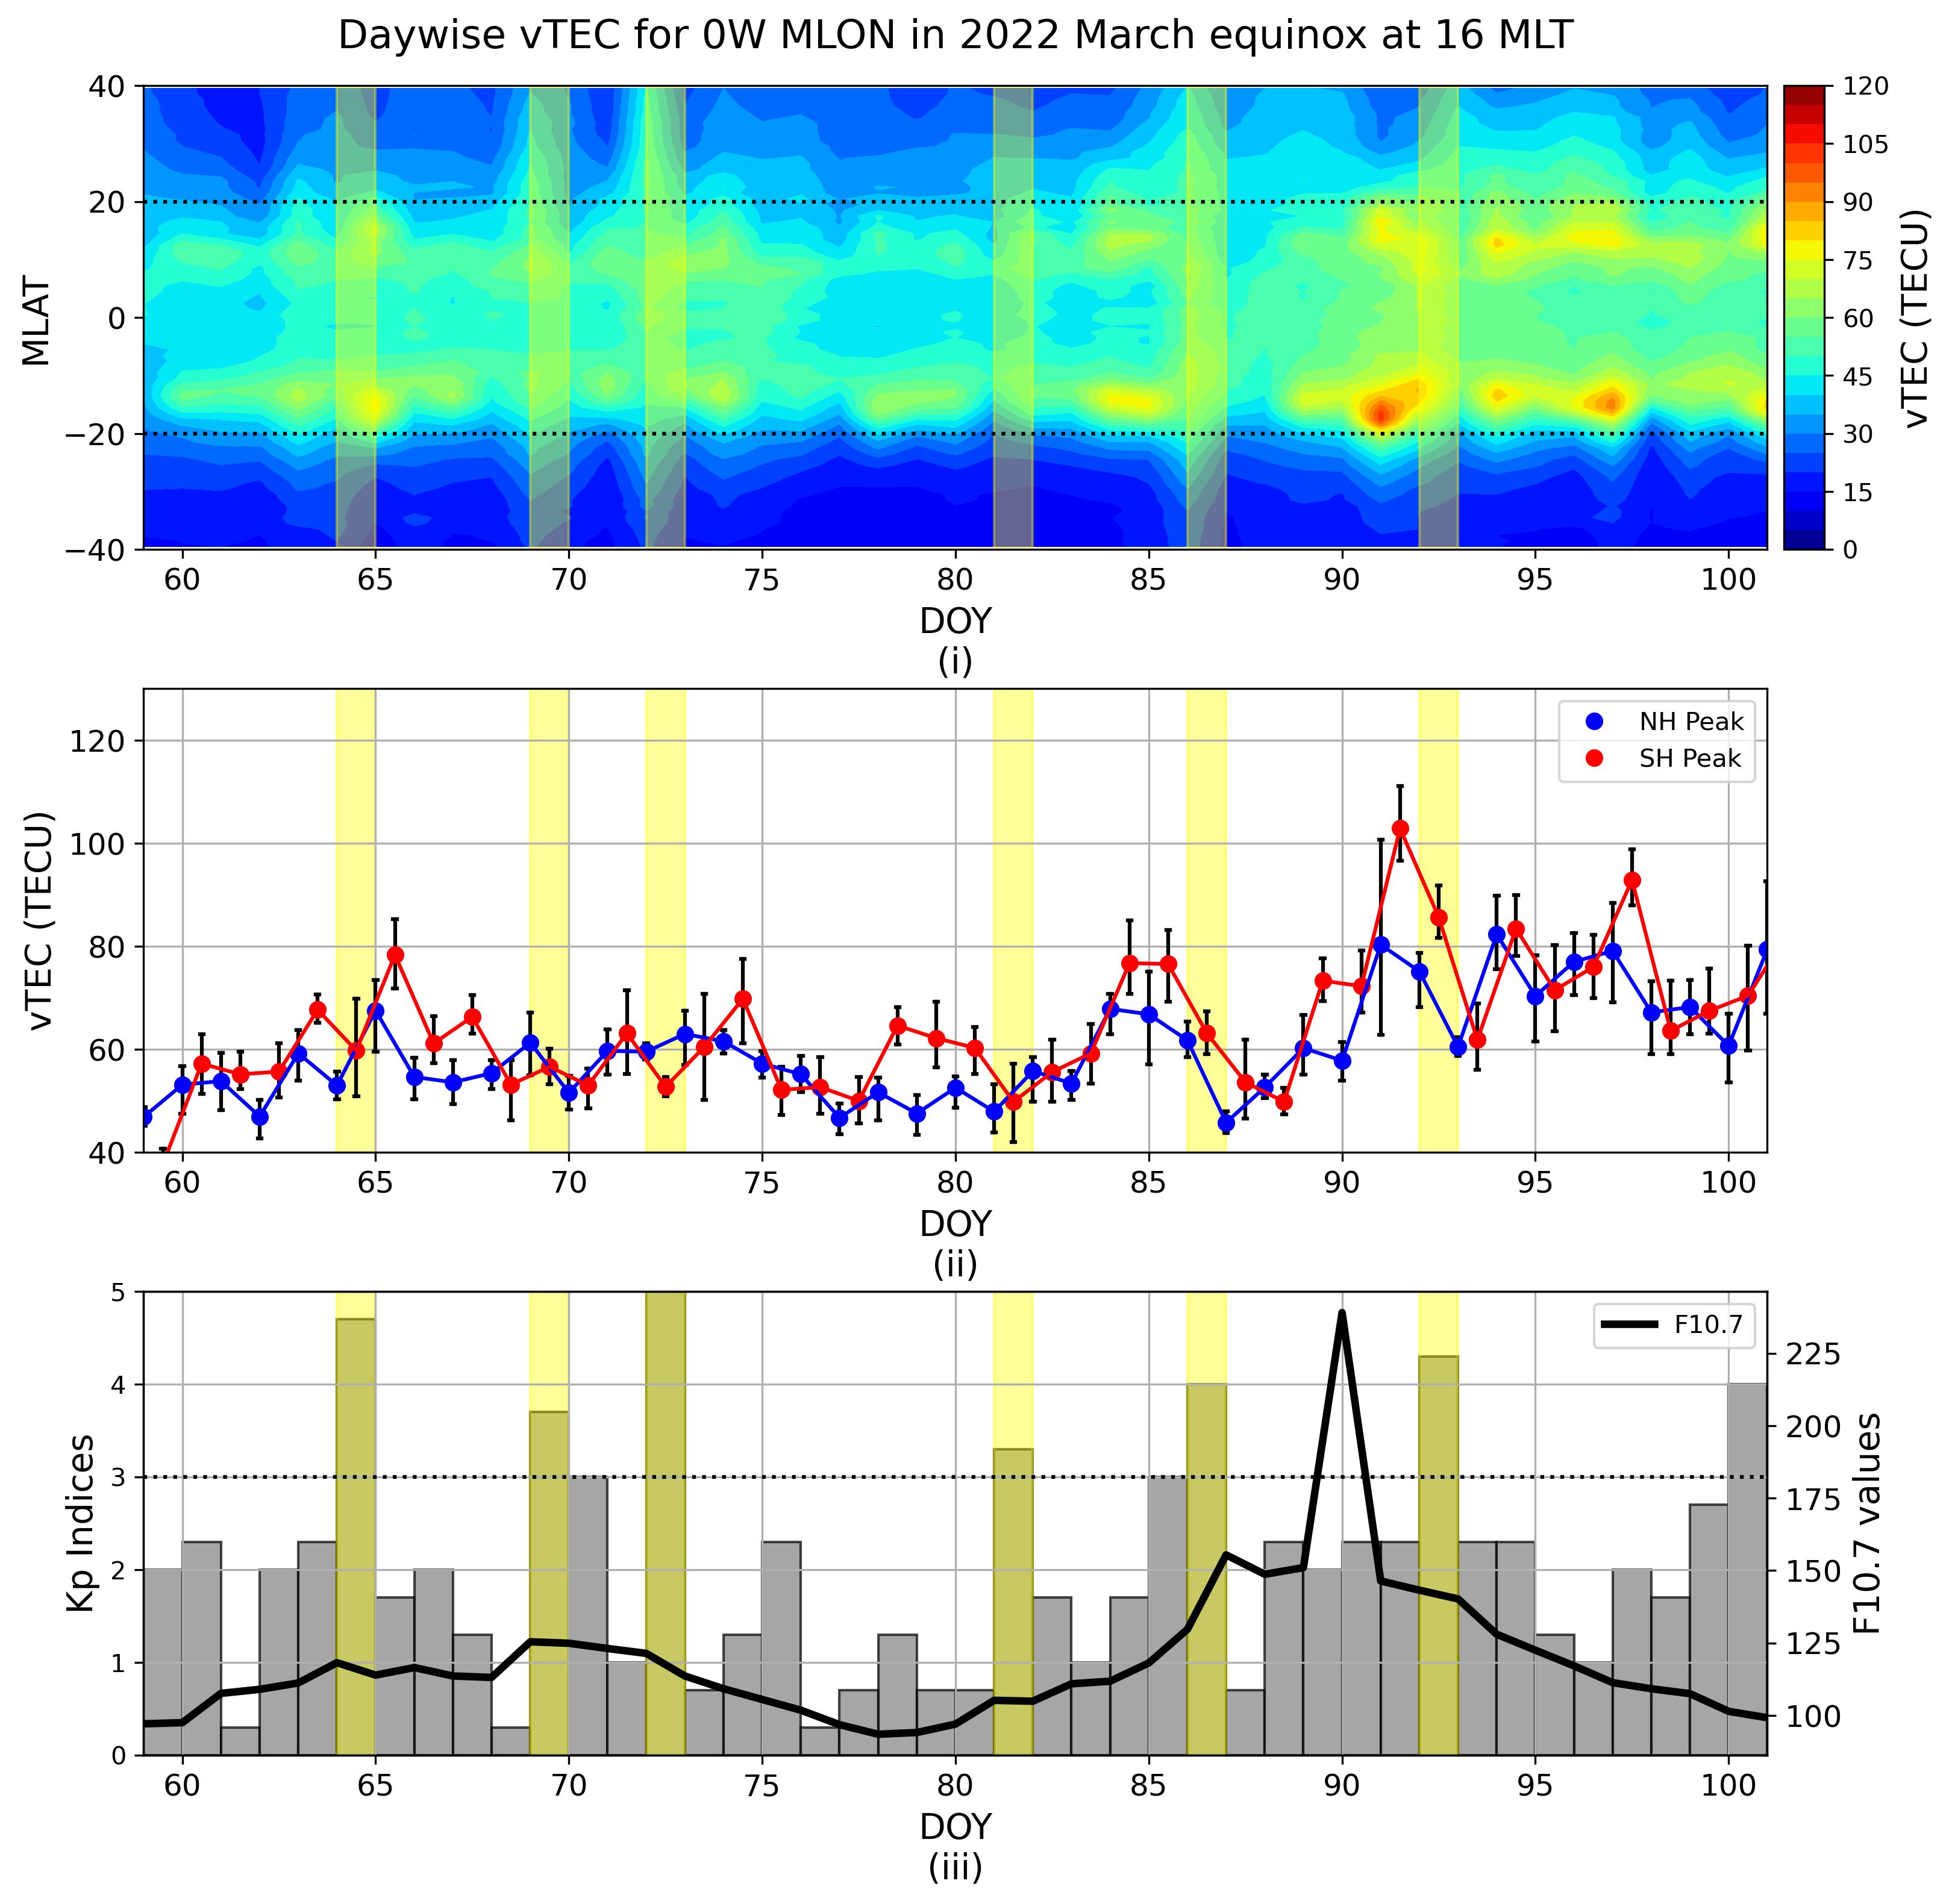 Daywise vTEC for 0W MLON in 2022 March equinox at 16 MLT
40
20
0
−20
−40
MLAT
60 65 70 75 80 85 90 95 100
DOY
(i)
120
105
90
75
60
45
30
15
0
vTEC (TECU)
NH Peak
SH Peak
120
100
80
60
40
vTEC (TECU)
60 65 70 75 80 85 90 95 100
DOY
(ii)
F10.7
5
4
3
2
1
0
Kp Indices
225
200
175
150
125
100
F10.7 values
60 65 70 75 80 85 90 95 100
DOY
(iii)